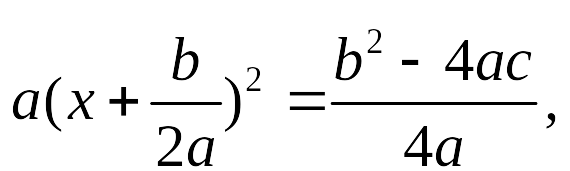 a(x + b/2a)² = b² - 4ac/4a,